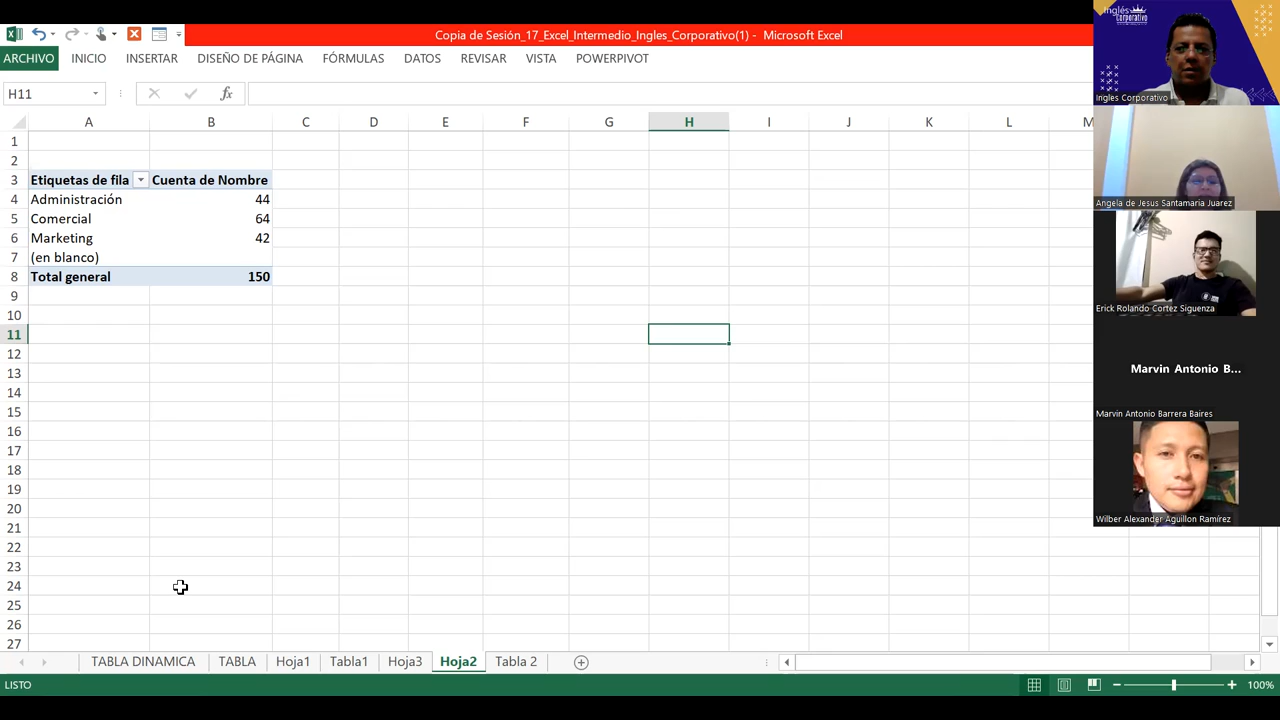 Copia de Sesión_17_Excel_Intermedio_Ingles_Corporativo(1) - Microsoft Excel
ARCHIVO INICIO INSERTAR DISEÑO DE PÁGINA FÓRMULAS DATOS REVISAR VISTA POWERPIVOT
H11 fx
A B C D E F G H I J K L M
1
2
3 Etiquetas de fila Cuenta de Nombre
4 Administración 44
5 Comercial 64
6 Marketing 42
7 (en blanco)
8 Total general 150
9
10
11
12
13
14
15
16
17
18
19
20
21
22
23
24
25
26
27
TABLA DINAMICA TABLA Hoja1 Tabla1 Hoja3 Hoja2 Tabla 2
LISTO 100%
Inglés
Corporativo
Ingles Corporativo
Angela de Jesus Santamaria Juarez
Erick Rolando Cortez Siguenza
Marvin Antonio B...
Marvin Antonio Barrera Baires
Wilber Alexander Aguillon Ramírez